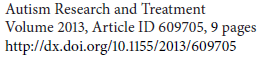 Autism Research and Treatment
Volume 2013, Article ID 609705, 9 pages
http://dx.doi.org/10.1155/2013/609705